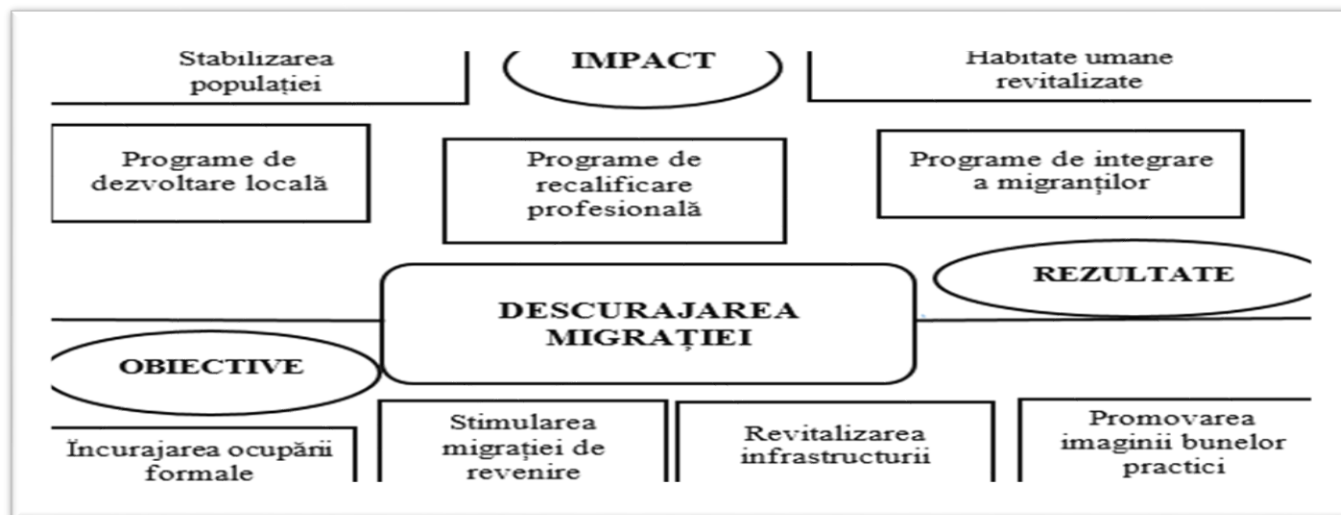 Stabilizarea
populației
IMPACT
Habitate umane
revitalizate
Programe de
dezvoltare locală
Programe de
recalificare
profesională
Programe de integrare
a migranților
REZULTATE
DESCURAJAREA
MIGRAȚIEI
OBIECTIVE
Încurajarea ocupării
formale
Stimularea
migrației de
revenire
Revitalizarea
infrastructurii
Promovarea
imaginii bunelor
practici